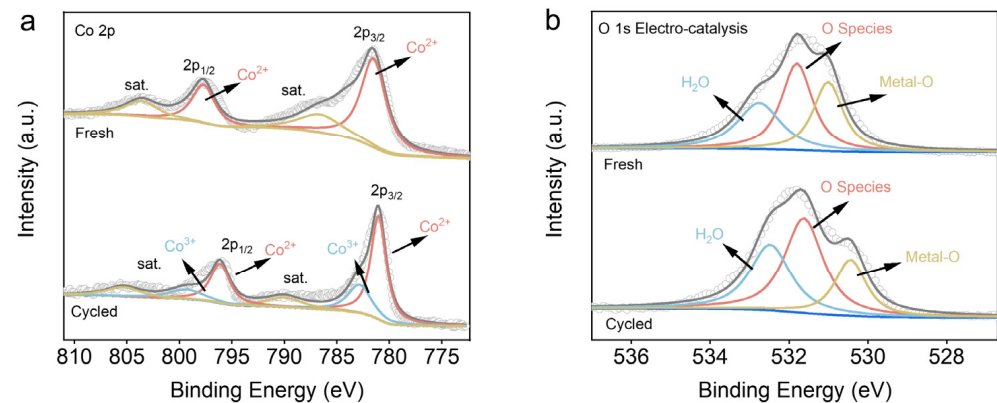 a
Co 2p
2p3/2
Co2+
2p1/2
Co2+
sat.
sat.
Fresh
2p3/2
Co3+
2p1/2
Co2+
Co3+
Co2+
sat.
sat.
Cycled
810 805 800 795 790 785 780 775
Binding Energy (eV)
Intensity (a.u.)
b
O 1s Electro-catalysis
O Species
H2O
Metal-O
Fresh
O Species
H2O
Metal-O
Cycled
536 534 532 530 528
Binding Energy (eV)
Intensity (a.u.)